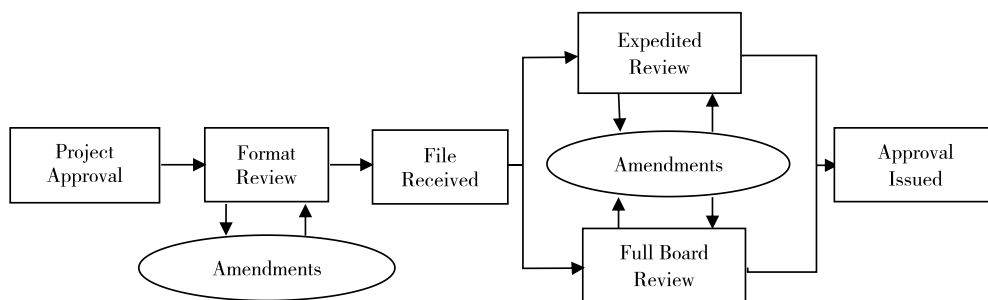 Project
Approval
Format
Review
Amendments
File
Received
Expedited
Review
Amendments
Full Board
Review
Approval
Issued